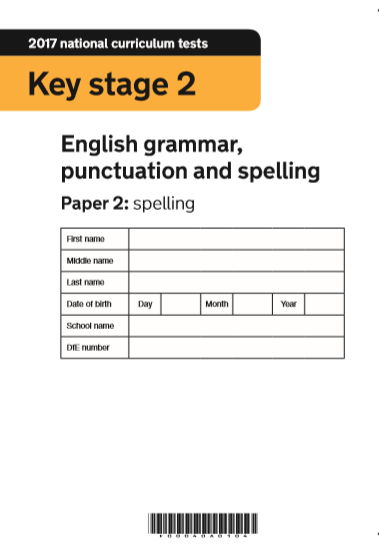 2017 national curriculum tests
Key stage 2
English grammar,
punctuation and spelling
Paper 2: spelling
First name
Middle name
Last name
Date of birth Day Month Year
School name
DfE number